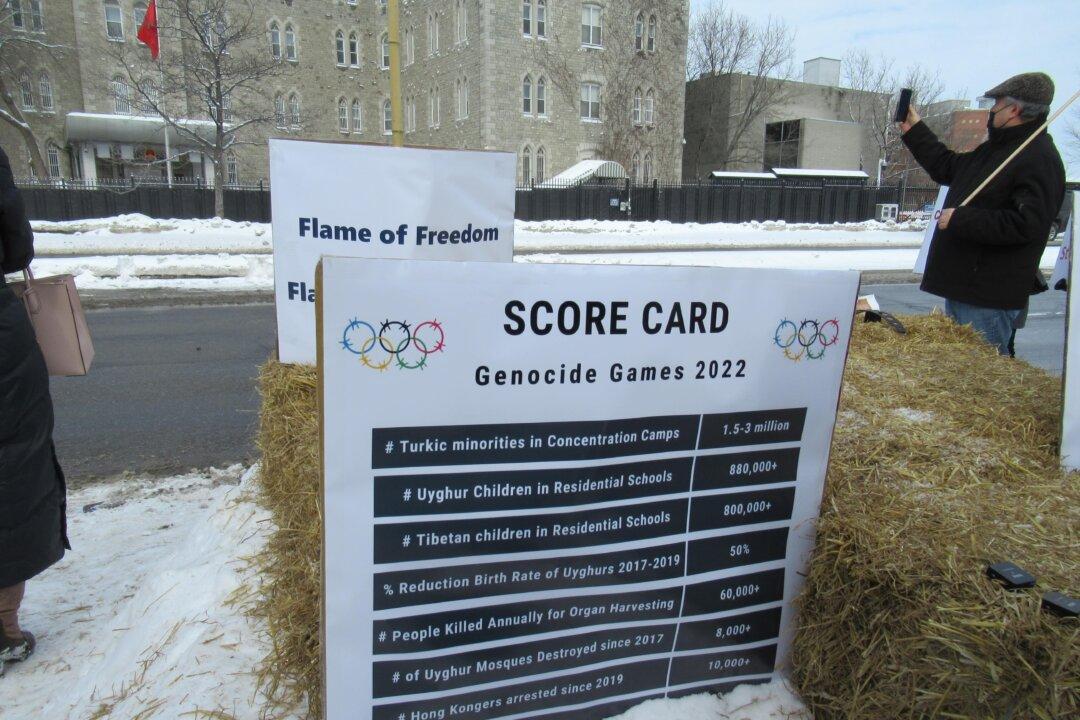 Flame of Freedom
Fla
SCORE CARD
Genocide Games 2022
# Turkic minorities in Concentration Camps 1.5-3 million
# Uyghur Children in Residential Schools 880,000+
# Tibetan children in Residential Schools 800,000+
% Reduction Birth Rate of Uyghurs 2017-2019 50%
# People Killed Annually for Organ Harvesting 60,000+
# of Uyghur Mosques Destroyed since 2017 8,000+
# Hong Kongers arrested since 2019 10,000+